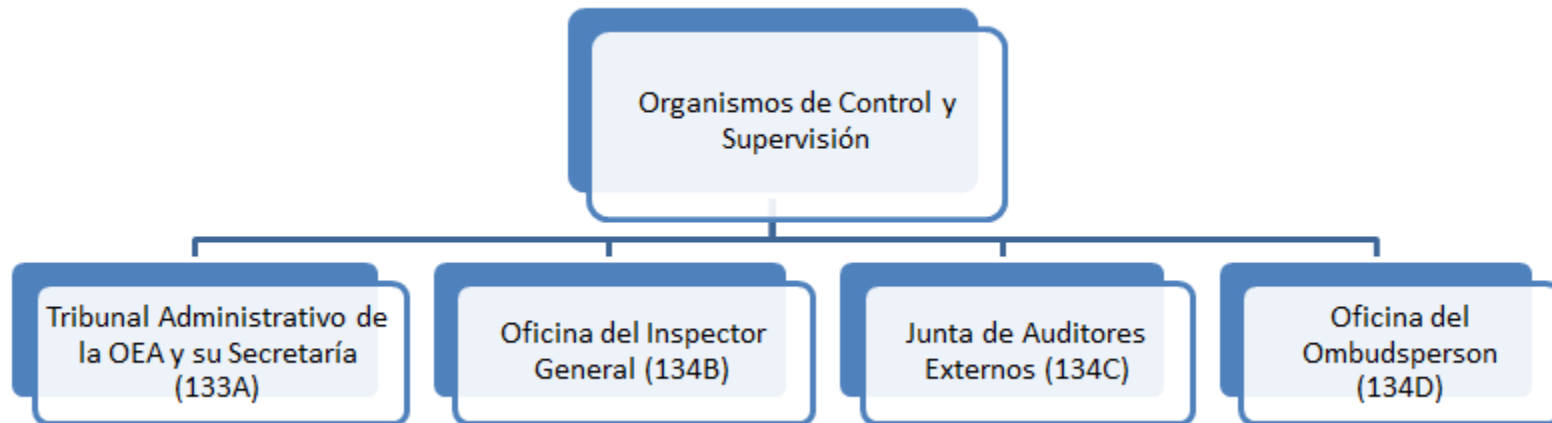 Organismos de Control y
Supervisión
Tribunal Administrativo de
la OEA y su Secretaría
(133A)
Oficina del Inspector
General (134B)
Junta de Auditores
Externos (134C)
Oficina del
Ombudsperson
(134D)